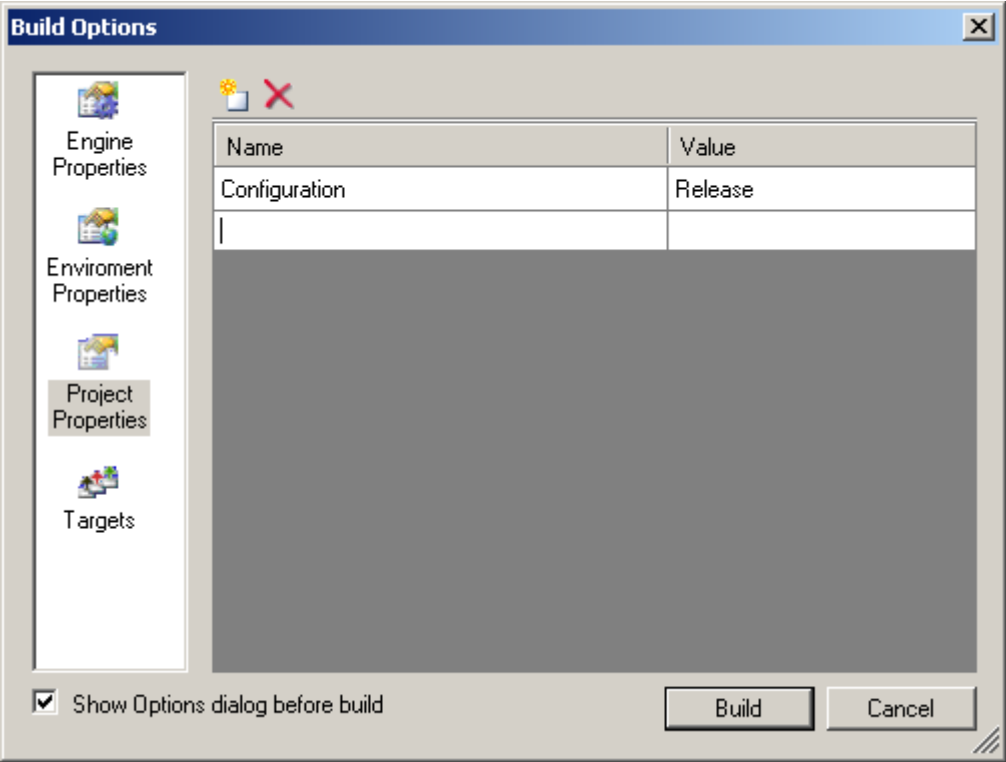 Build Options
Engine
Properties
Enviroment
Properties
Project
Properties
Targets
Name Value
Configuration Release
Show Options dialog before build
Build Cancel